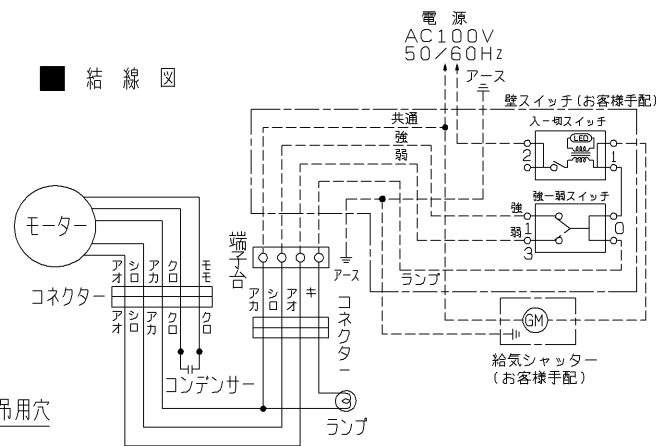 電源
AC100V
50/60Hz
■ 結線図
アース
壁スイッチ(お客様手配)
入ー切スイッチ
共通
強
弱
LED
2
1
強ー弱スイッチ
強
1
0
弱
3
モーター
端子ムロ
アース
ランプ
アオ
シロ
アカ
クロ
モモ
コネクター
アオ
シロ
アカ
クロ
クロ
アカ
シロ
アオ
キ
コネクター
GM
給気シャッター
(お客様手配)
コンデンサー
ランプ
吊用穴